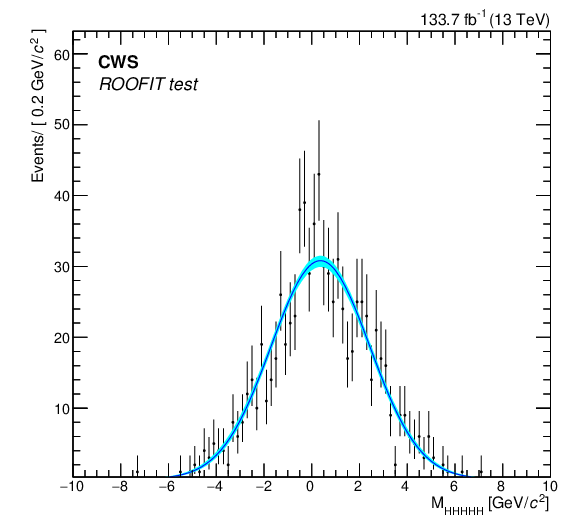 133.7 fb⁻¹ (13 TeV)
CWS
ROOFIT test
Events/ [ 0.2 GeV/c² ]
60
50
40
30
20
10
−10 −8 −6 −4 −2 0 2 4 6 8 10
M_HHHHH [GeV/c²]